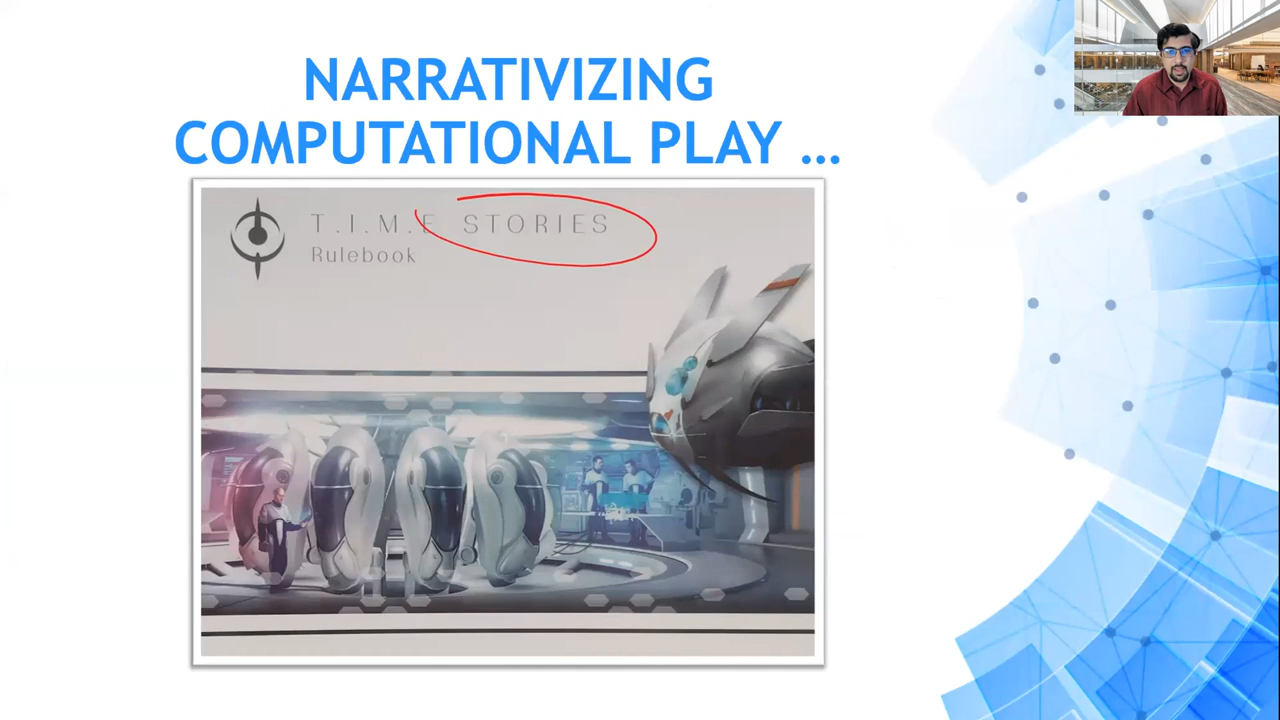 NARRATIVIZING
COMPUTATIONAL PLAY ...
T.I.M.E STORIES
Rulebook